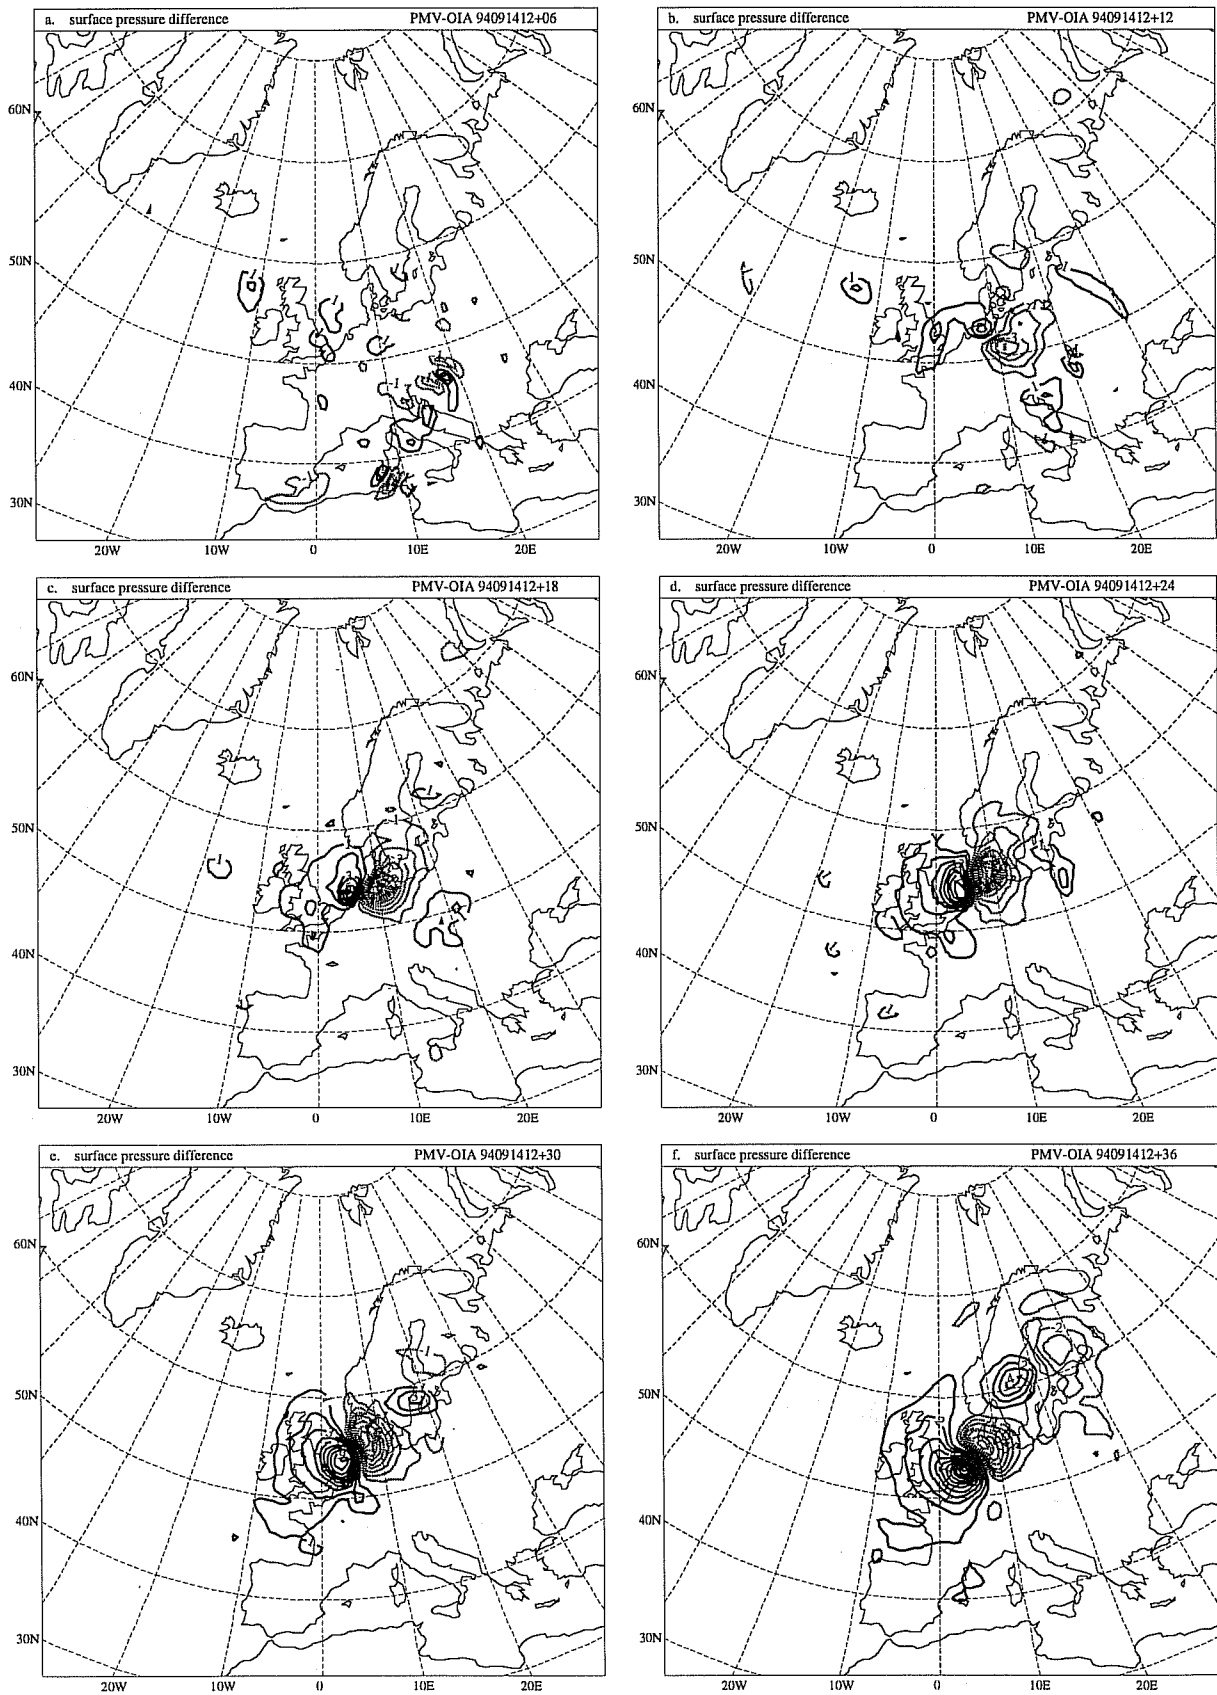 a. surface pressure difference PMV-OIA 94091412+06
60N
50N
40N
30N
20W 10W 0 10E 20E
b. surface pressure difference PMV-OIA 94091412+12
60N
50N
40N
30N
20W 10W 0 10E 20E
c. surface pressure difference PMV-OIA 94091412+18
60N
50N
40N
30N
20W 10W 0 10E 20E
d. surface pressure difference PMV-OIA 94091412+24
60N
50N
40N
30N
20W 10W 0 10E 20E
e. surface pressure difference PMV-OIA 94091412+30
60N
50N
40N
30N
20W 10W 0 10E 20E
f. surface pressure difference PMV-OIA 94091412+36
-2
60N
50N
40N
30N
20W 10W 0 10E 20E